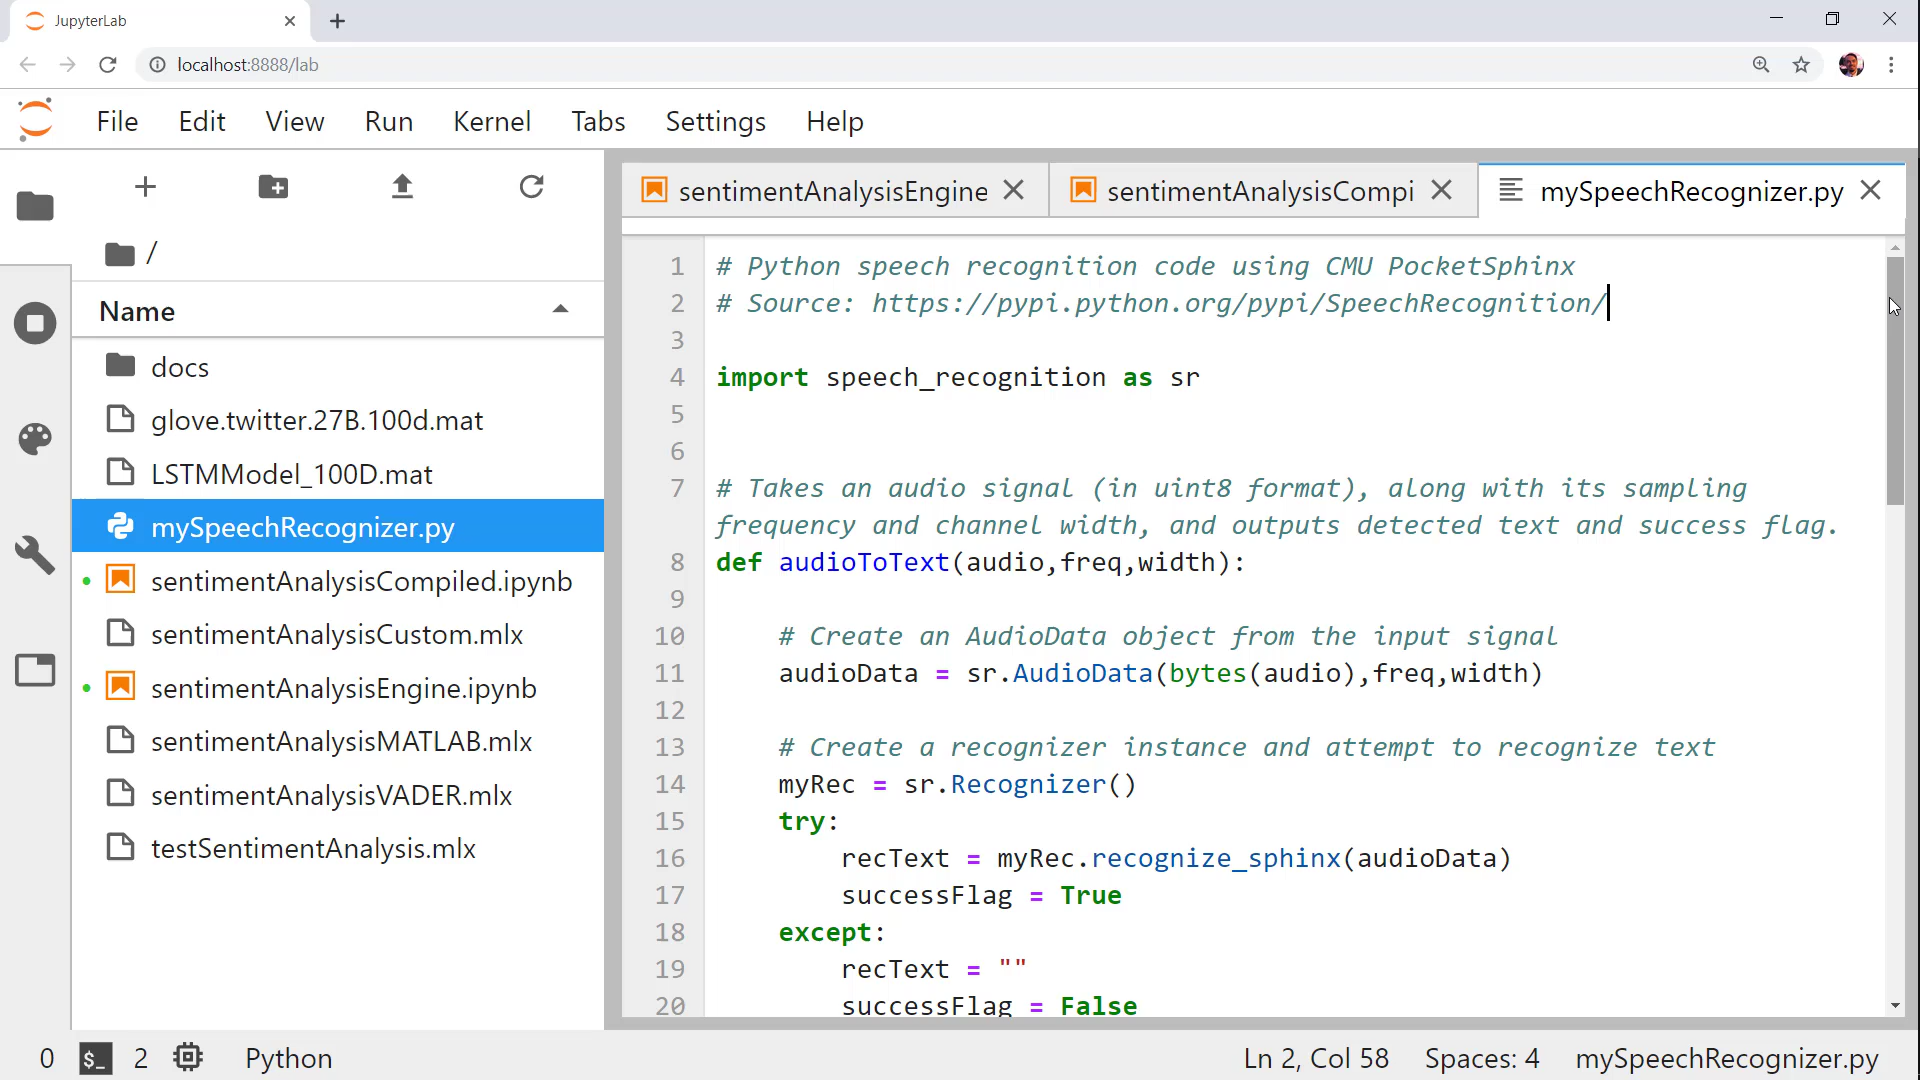 JupyterLab
localhost:8888/lab
File Edit View Run Kernel Tabs Settings Help
/
Name
docs
glove.twitter.27B.100d.mat
LSTMModel_100D.mat
mySpeechRecognizer.py
sentimentAnalysisCompiled.ipynb
sentimentAnalysisCustom.mlx
sentimentAnalysisEngine.ipynb
sentimentAnalysisMATLAB.mlx
sentimentAnalysisVADER.mlx
testSentimentAnalysis.mlx
sentimentAnalysisEngine sentimentAnalysisCompi mySpeechRecognizer.py
1 # Python speech recognition code using CMU PocketSphinx
2 # Source: https://pypi.python.org/pypi/SpeechRecognition/
3
4 import speech_recognition as sr
5
6
7 # Takes an audio signal (in uint8 format), along with its sampling
frequency and channel width, and outputs detected text and success flag.
8 def audioToText(audio,freq,width):
9
10 # Create an AudioData object from the input signal
11 audioData = sr.AudioData(bytes(audio),freq,width)
12
13 # Create a recognizer instance and attempt to recognize text
14 myRec = sr.Recognizer()
15 try:
16 recText = myRec.recognize_sphinx(audioData)
17 successFlag = True
18 except:
19 recText = ""
20 successFlag = False
0 $_ 2 Python Ln 2, Col 58 Spaces: 4 mySpeechRecognizer.py